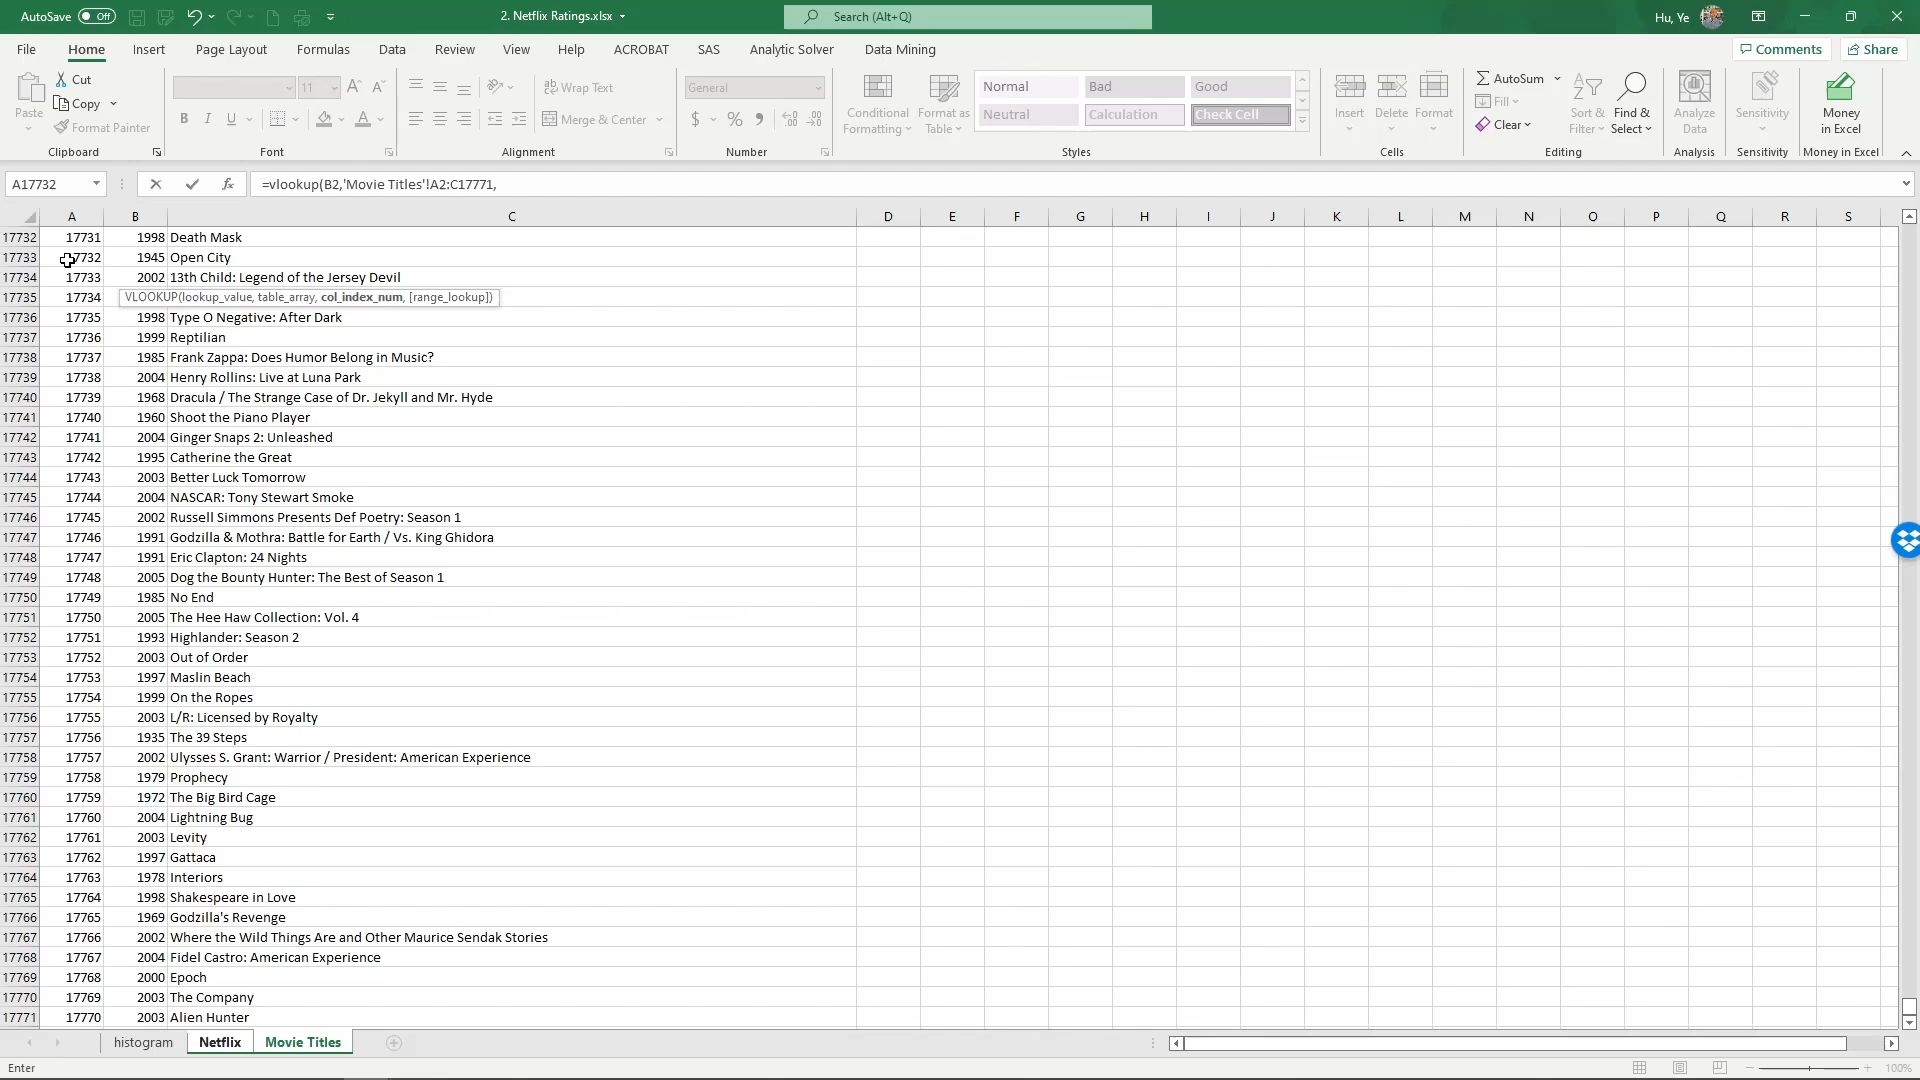 AutoSave Off 2. Netflix Ratings.xlsx Search (Alt+Q) Hu, Ye
File Home Insert Page Layout Formulas Data Review View Help ACROBAT SAS Analytic Solver Data Mining Comments Share
Paste Cut Copy Format Painter
11 A A B I U A
ab Wrap Text Merge & Center
General $ %
Conditional Formatting Format as Table
Normal Bad Good
Neutral Calculation Check Cell
Insert Delete Format
AutoSum Fill Clear
Sort & Filter Find & Select
Analyze Data Sensitivity Money in Excel
Clipboard Font Alignment Number Styles Cells Editing Analysis Sensitivity Money in Excel
A17732 fx =vlookup(B2,'Movie Titles'!A2:C17771,
A B C D E F G H I J K L M N O P Q R S
17732 17731 1998 Death Mask
17733 17732 1945 Open City
17734 17733 2002 13th Child: Legend of the Jersey Devil
17735 17734 VLOOKUP(lookup_value, table_array, col_index_num, [range_lookup])
17736 17735 1998 Type O Negative: After Dark
17737 17736 1999 Reptilian
17738 17737 1985 Frank Zappa: Does Humor Belong in Music?
17739 17738 2004 Henry Rollins: Live at Luna Park
17740 17739 1968 Dracula / The Strange Case of Dr. Jekyll and Mr. Hyde
17741 17740 1960 Shoot the Piano Player
17742 17741 2004 Ginger Snaps 2: Unleashed
17743 17742 1995 Catherine the Great
17744 17743 2003 Better Luck Tomorrow
17745 17744 2004 NASCAR: Tony Stewart Smoke
17746 17745 2002 Russell Simmons Presents Def Poetry: Season 1
17747 17746 1991 Godzilla & Mothra: Battle for Earth / Vs. King Ghidora
17748 17747 1991 Eric Clapton: 24 Nights
17749 17748 2005 Dog the Bounty Hunter: The Best of Season 1
17750 17749 1985 No End
17751 17750 2005 The Hee Haw Collection: Vol. 4
17752 17751 1993 Highlander: Season 2
17753 17752 2003 Out of Order
17754 17753 1997 Maslin Beach
17755 17754 1999 On the Ropes
17756 17755 2003 L/R: Licensed by Royalty
17757 17756 1935 The 39 Steps
17758 17757 2002 Ulysses S. Grant: Warrior / President: American Experience
17759 17758 1979 Prophecy
17760 17759 1972 The Big Bird Cage
17761 17760 2004 Lightning Bug
17762 17761 2003 Levity
17763 17762 1997 Gattaca
17764 17763 1978 Interiors
17765 17764 1998 Shakespeare in Love
17766 17765 1969 Godzilla's Revenge
17767 17766 2002 Where the Wild Things Are and Other Maurice Sendak Stories
17768 17767 2004 Fidel Castro: American Experience
17769 17768 2000 Epoch
17770 17769 2003 The Company
17771 17770 2003 Alien Hunter
histogram Netflix Movie Titles
Enter 100%